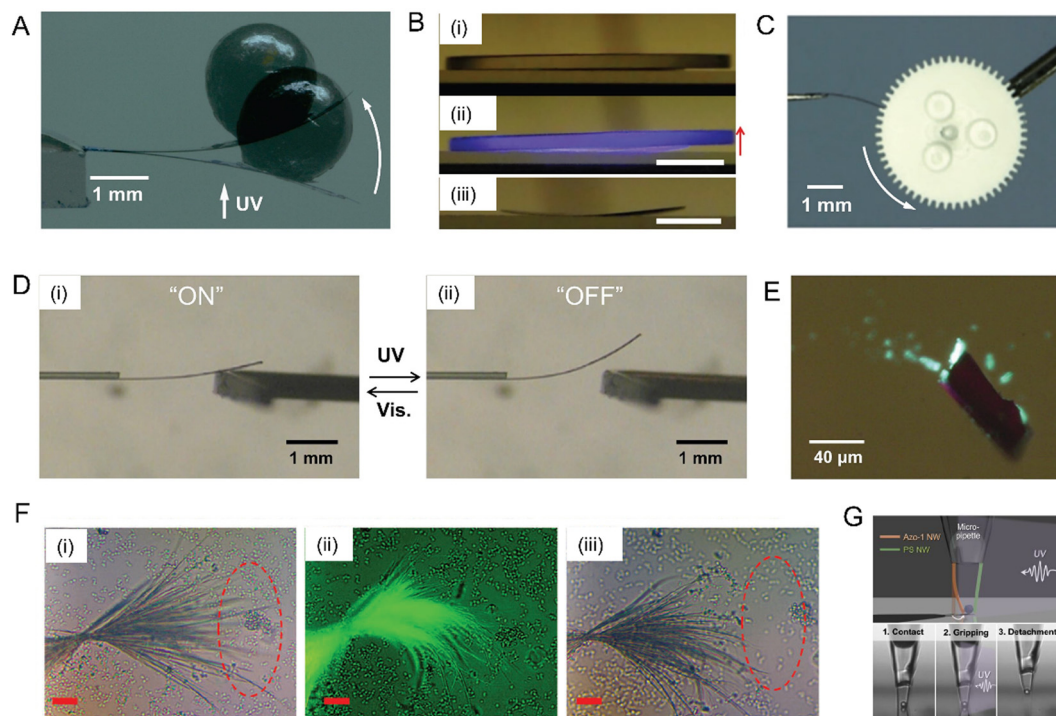 A
1 mm
UV
B
(i)
(ii)
(iii)
C
1 mm
D
(i)
“ON”
1 mm
UV
Vis.
(ii)
“OFF”
1 mm
E
40 μm
F
(i)
(ii)
(iii)
G
Azo-1 NW
PS NW
Micro-
pipette
UV
1. Contact
2. Gripping
3. Detachment
UV